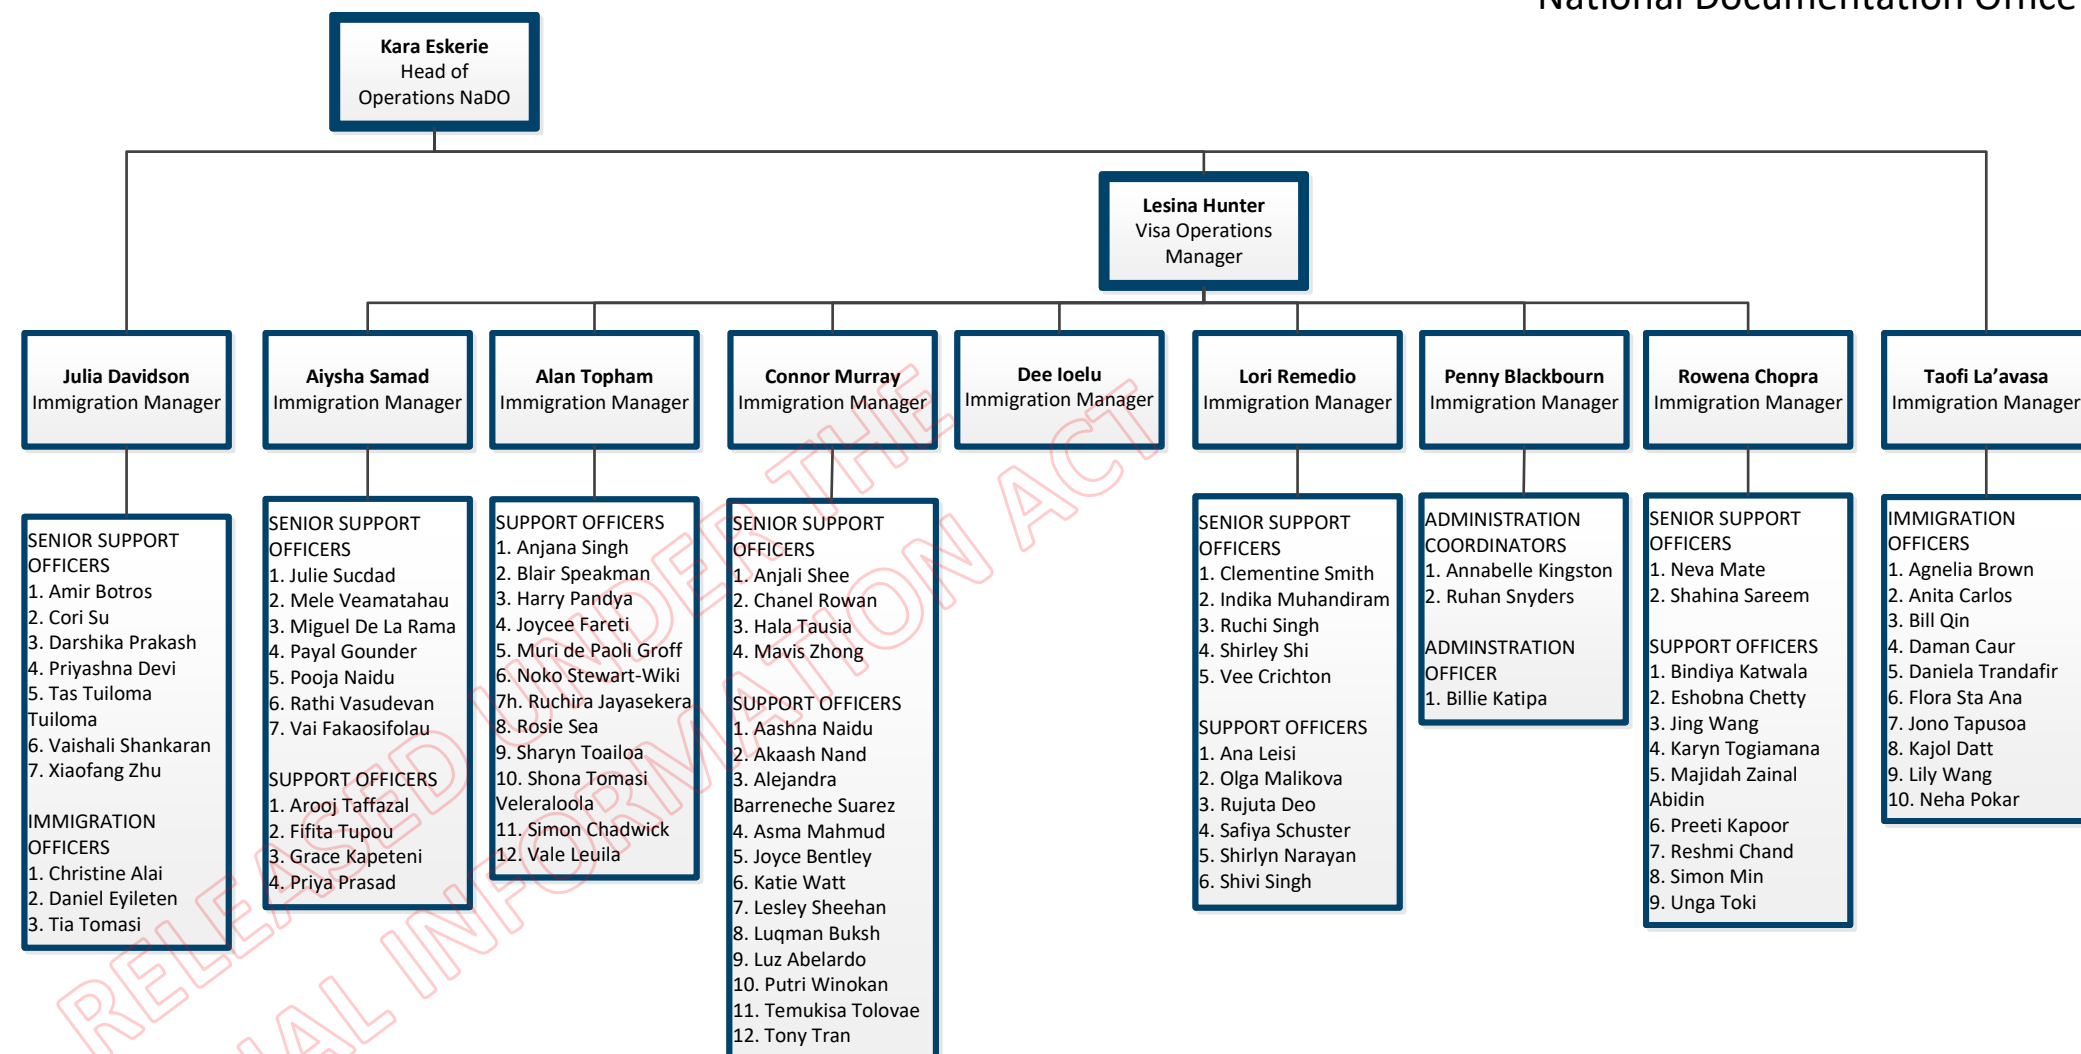 National Documentation Office
Kara Eskerie
Head of
Operations NaDO
Lesina Hunter
Visa Operations
Manager
Julia Davidson
Immigration Manager
Aiysha Samad
Immigration Manager
Alan Topham
Immigration Manager
Connor Murray
Immigration Manager
Dee Ioelu
Immigration Manager
Lori Remedio
Immigration Manager
Penny Blackbourn
Immigration Manager
Rowena Chopra
Immigration Manager
Taofi La’avasa
Immigration Manager
SENIOR SUPPORT
OFFICERS
1. Amir Botros
2. Cori Su
3. Darshika Prakash
4. Priyashna Devi
5. Tas Tuiloma
Tuiloma
6. Vaishali Shankaran
7. Xiaofang Zhu
IMMIGRATION
OFFICERS
1. Christine Alai
2. Daniel Eyileten
3. Tia Tomasi
SENIOR SUPPORT
OFFICERS
1. Julie Sucdad
2. Mele Veamatahau
3. Miguel De La Rama
4. Payal Gounder
5. Pooja Naidu
6. Rathi Vasudevan
7. Vai Fakaosifolau
SUPPORT OFFICERS
1. Arooj Taffazal
2. Fifita Tupou
3. Grace Kapeteni
4. Priya Prasad
SUPPORT OFFICERS
1. Anjana Singh
2. Blair Speakman
3. Harry Pandya
4. Joycee Fareti
5. Muri de Paoli Groff
6. Noko Stewart-Wiki
7h. Ruchira Jayasekera
8. Rosie Sea
9. Sharyn Toailoa
10. Shona Tomasi
Veleraloola
11. Simon Chadwick
12. Vale Leuila
SENIOR SUPPORT
OFFICERS
1. Anjali Shee
2. Chanel Rowan
3. Hala Tausia
4. Mavis Zhong
SUPPORT OFFICERS
1. Aashna Naidu
2. Akaash Nand
3. Alejandra
Barreneche Suarez
4. Asma Mahmud
5. Joyce Bentley
6. Katie Watt
7. Lesley Sheehan
8. Luqman Buksh
9. Luz Abelardo
10. Putri Winokan
11. Temukisa Tolovae
12. Tony Tran
SENIOR SUPPORT
OFFICERS
1. Clementine Smith
2. Indika Muhandiram
3. Ruchi Singh
4. Shirley Shi
5. Vee Crichton
SUPPORT OFFICERS
1. Ana Leisi
2. Olga Malikova
3. Rujuta Deo
4. Safiya Schuster
5. Shirlyn Narayan
6. Shivi Singh
ADMINISTRATION
COORDINATORS
1. Annabelle Kingston
2. Ruhan Snyders
ADMINSTRATION
OFFICER
1. Billie Katipa
SENIOR SUPPORT
OFFICERS
1. Neva Mate
2. Shahina Sareem
SUPPORT OFFICERS
1. Bindiya Katwala
2. Eshobna Chetty
3. Jing Wang
4. Karyn Togiamana
5. Majidah Zainal
Abidin
6. Preeti Kapoor
7. Reshmi Chand
8. Simon Min
9. Unga Toki
IMMIGRATION
OFFICERS
1. Agnelia Brown
2. Anita Carlos
3. Bill Qin
4. Daman Caur
5. Daniela Trandafir
6. Flora Sta Ana
7. Jono Tapusoa
8. Kajol Datt
9. Lily Wang
10. Neha Pokar
RELEASED UNDER THE
INFORMATION ACT